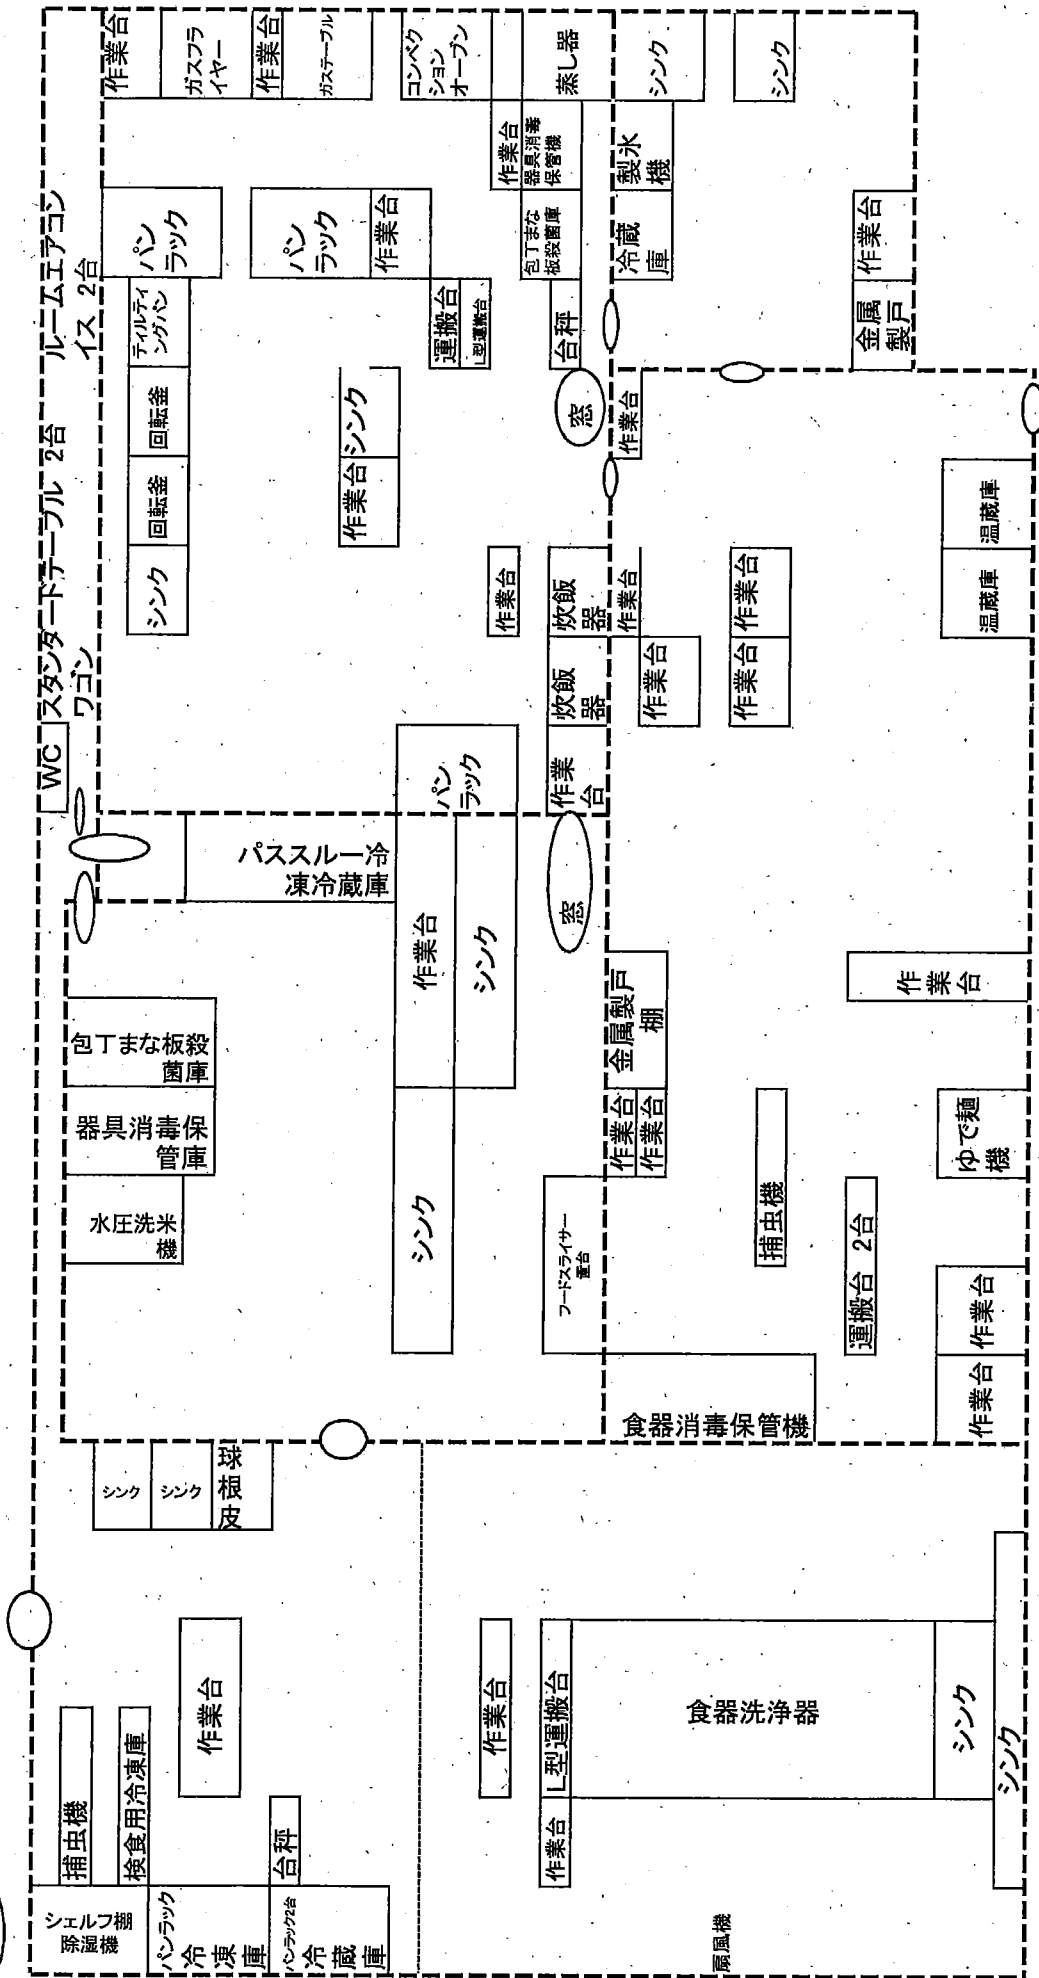 作業台
ガスフラ
イヤー
作業台
ガステーブル
コンベク
ション
オーブン
蒸し器
シンク
シンク
作業台
器具消毒
保管機
製氷
機
ルームエアコン
イス 2台
パン
ラック
パン
ラック
作業台
包丁まな
板殺菌庫
冷蔵
庫
作業台
ティルティ
ングパン
運搬台
L型運搬台
台秤
金属
製戸
スタンダードテーブル 2台
ワゴン
回転釜
シンク
窓
作業台
回転釜
作業台
温蔵庫
シンク
作業台
炊飯
器
作業台
作業台
温蔵庫
WC
炊飯
器
作業台
作業台
パン
ラック
作業
台
パススルー冷
凍冷蔵庫
作業台
シンク
窓
金属製戸
棚
作業台
包丁まな板殺
菌庫
器具消毒保
管庫
作業台
作業台
ゆで麺
機
水圧洗米
機
シンク
フードスライサー
置台
捕虫機
運搬台 2台
作業台
食器消毒保管機
作業台
シンク
シンク
球
根
皮
作業台
作業台
L型運搬台
食器洗浄器
シンク
シンク
捕虫機
検食用冷凍庫
台秤
作業台
シェルフ棚
除湿機
パンラック
冷凍
庫
パンラック2台
冷蔵
庫
扇風機